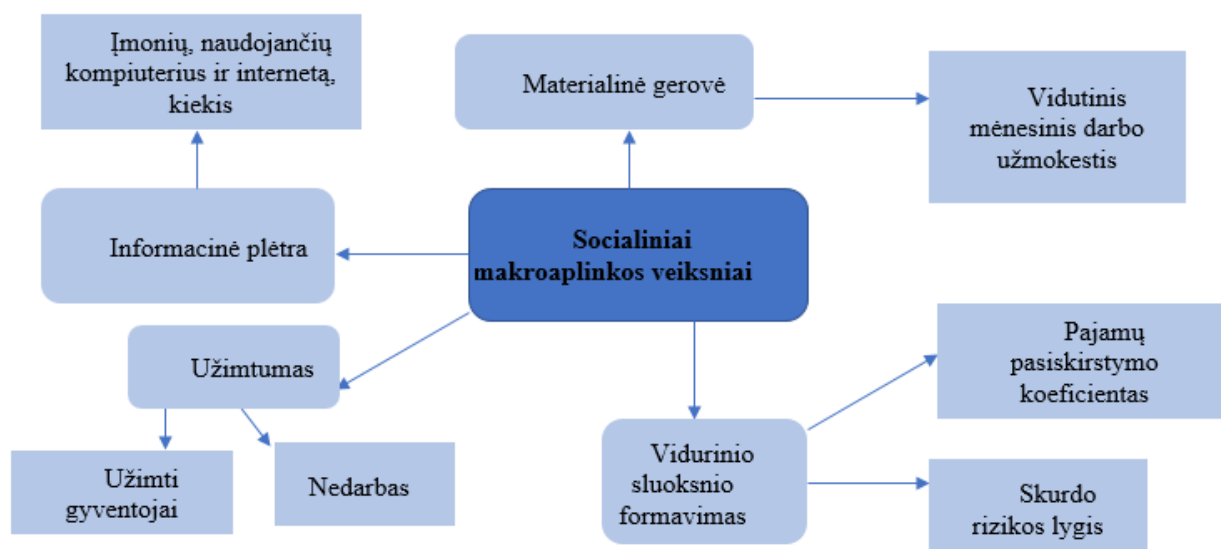 Įmonių, naudojančių
kompiuterius ir internetą,
kiekis
Materialinė gerovė
Vidutinis
mėnesinis darbo
užmokestis
Informacinė plėtra
Socialiniai
makroaplinkos veiksniai
Užimtumas
Užimti
gyventojai
Nedarbas
Vidurinio
sluoksnio
formavimas
Pajamų
pasiskirstymo
koeficientas
Skurdo
rizikos lygis